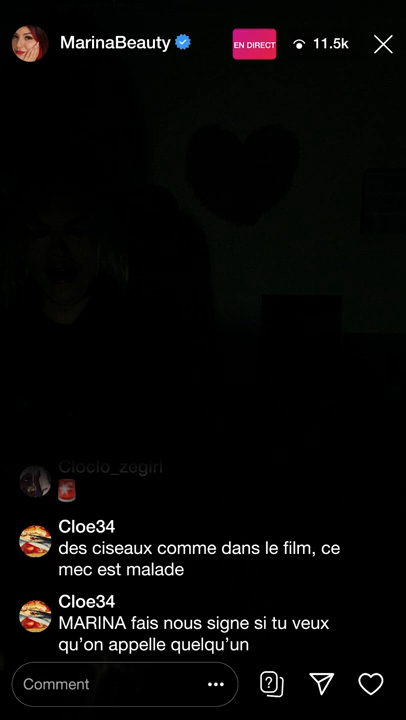 MarinaBeauty
EN DIRECT
11.5k
Cloclo_zegirl
Cloe34
des ciseaux comme dans le film, ce
mec est malade
Cloe34
MARINA fais nous signe si tu veux
qu'on appelle quelqu'un
Comment